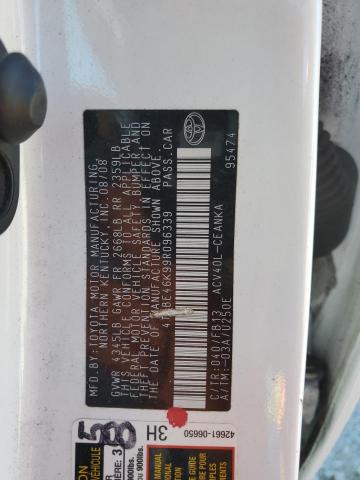 MFD. BY: TOYOTA MOTOR MANUFACTURING,
NORTHERN KENTUCKY, INC. 08/08
GVWR 4345LB GAWR FR 2668LB RR 2359LB
THIS VEHICLE CONFORMS TO ALL APPLICABLE
FEDERAL MOTOR VEHICLE SAFETY, BUMPER AND
THEFT PREVENTION STANDARDS IN EFFECT ON
THE DATE OF MANUFACTURE SHOWN ABOVE.
4T1BE46K99R096339 PASS.CAR
C/TR:040/FB13 ACV40L-CEANKA
A/TM:-03A/U250E 95474
42661-06650
3H
58